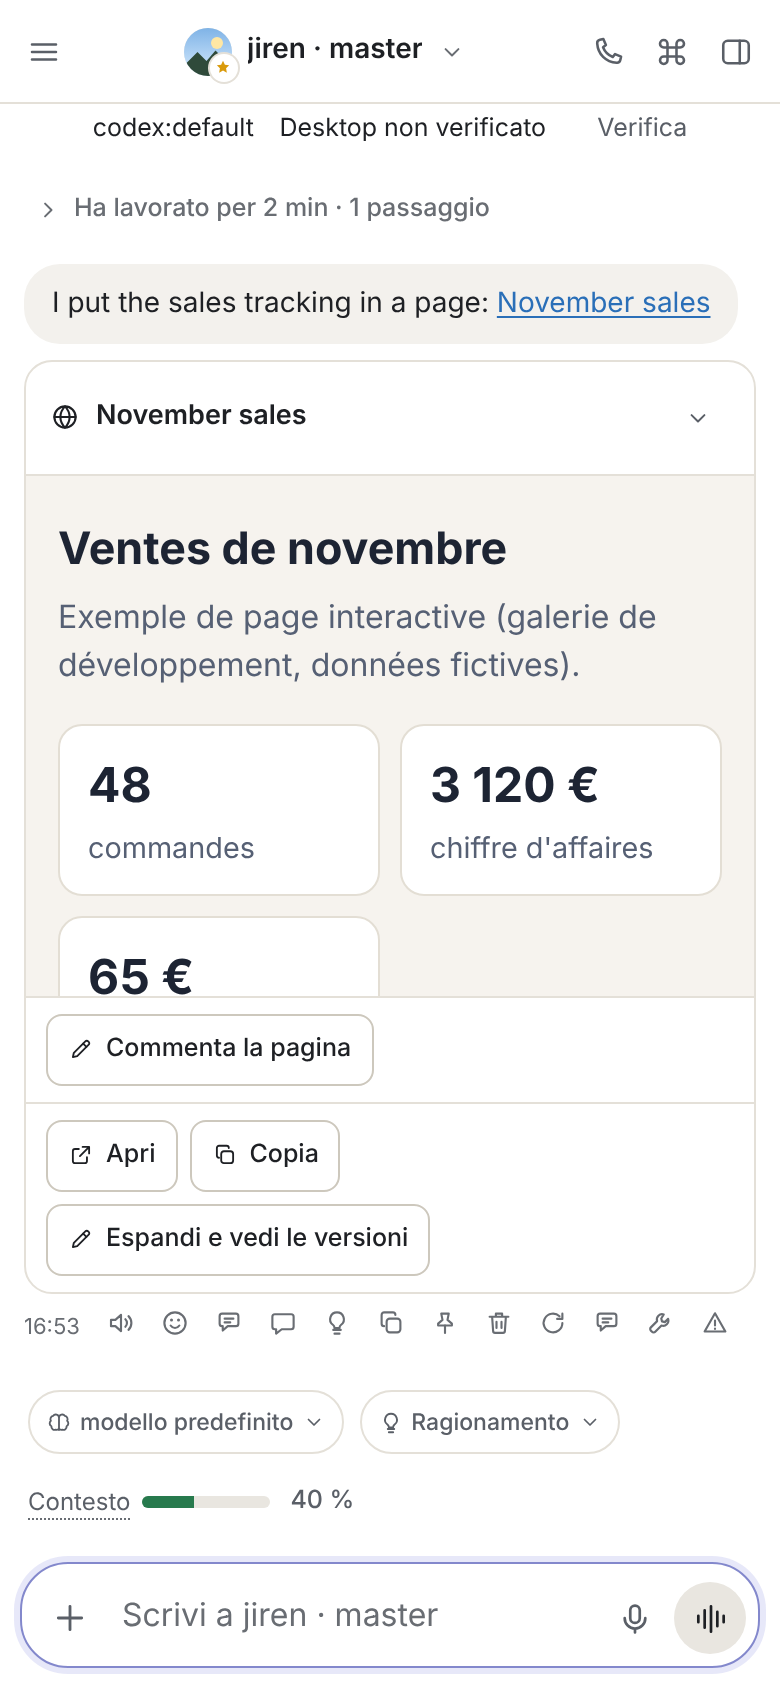 jiren · master
codex:default Desktop non verificato Verifica
Ha lavorato per 2 min · 1 passaggio
I put the sales tracking in a page: November sales
November sales
Ventes de novembre
Exemple de page interactive (galerie de
développement, données fictives).
48
commandes
3 120 €
chiffre d'affaires
65 €
Commenta la pagina
Apri
Copia
Espandi e vedi le versioni
16:53
modello predefinito
Ragionamento
Contesto 40 %
Scrivi a jiren · master